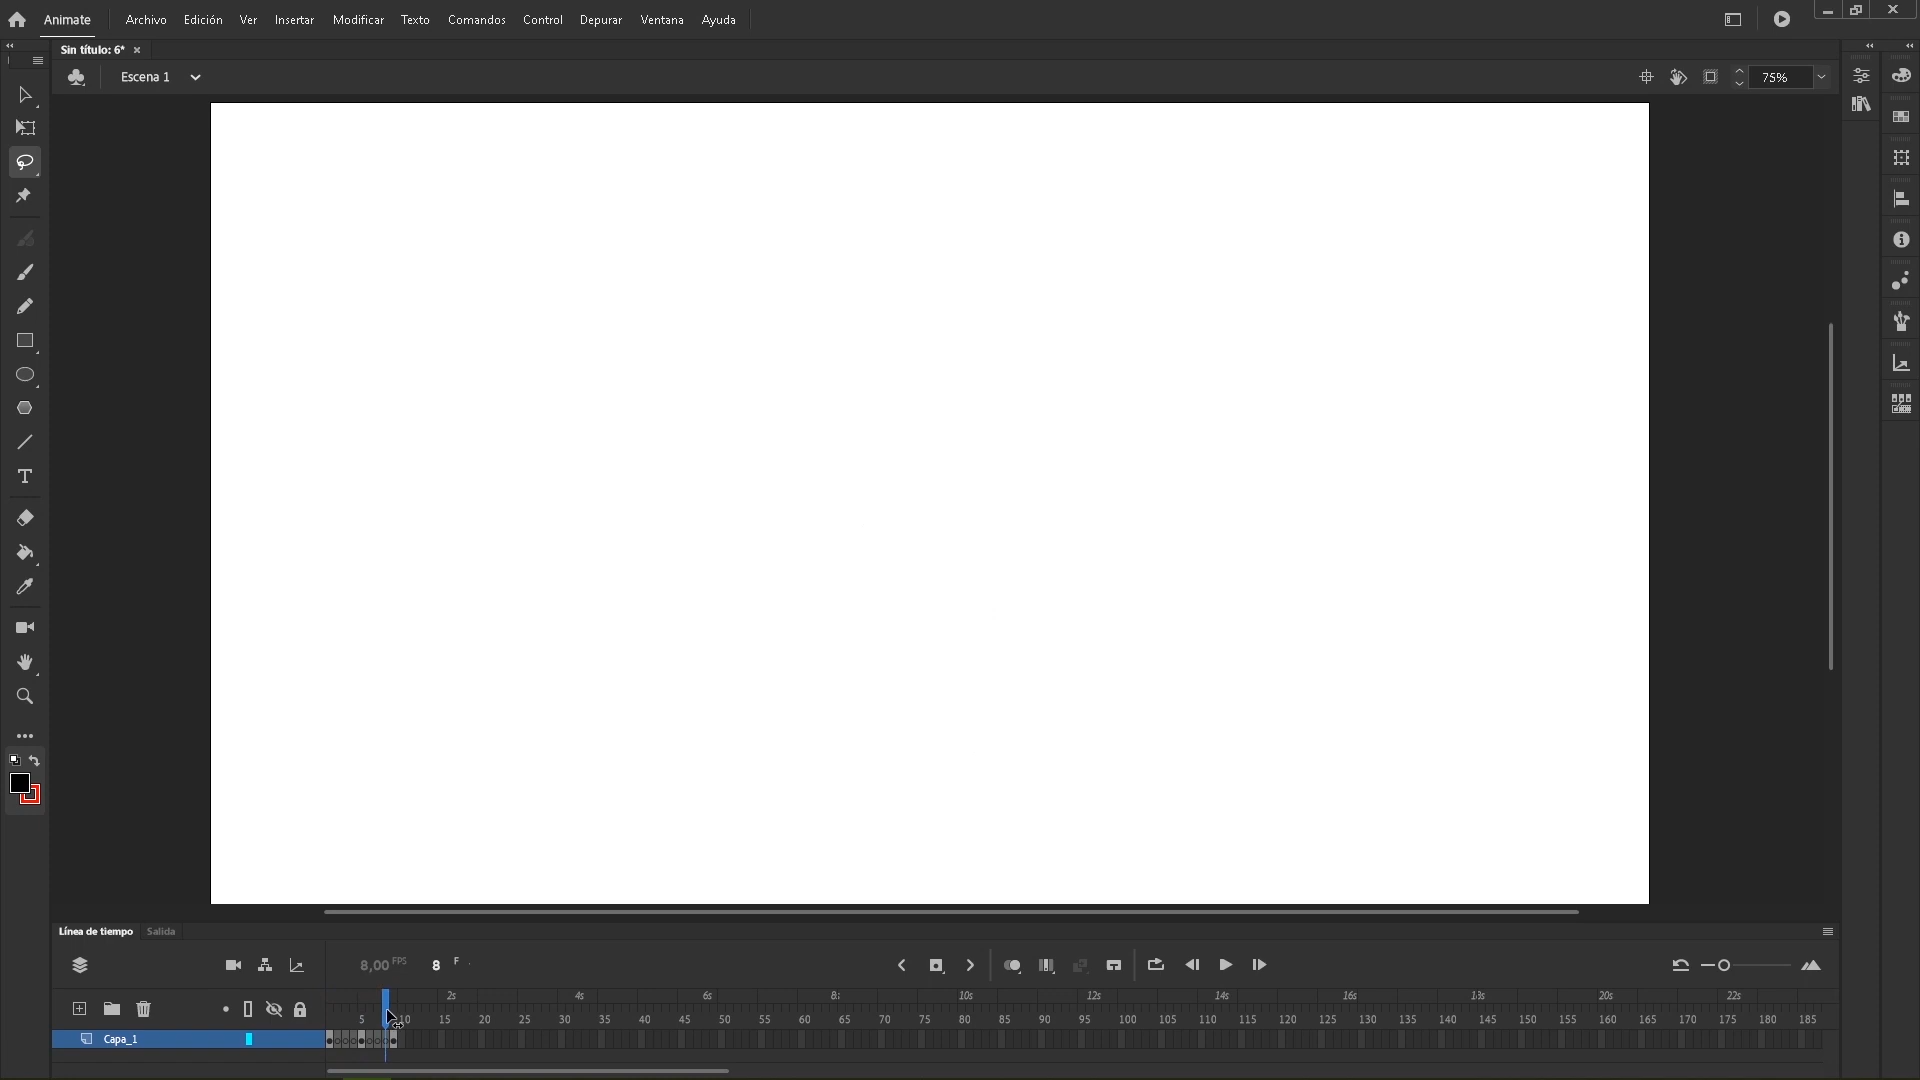 Animate Archivo Edición Ver Insertar Modificar Texto Comandos Control Depurar Ventana Ayuda
Sin título: 6*
Escena 1
75%
Línea de tiempo Salida
8,00 FPS 8 F
2s 4s 6s 8s 10s 12s 14s 16s 18s 20s 22s
5 10 15 20 25 30 35 40 45 50 55 60 65 70 75 80 85 90 95 100 105 110 115 120 125 130 135 140 145 150 155 160 165 170 175 180 185
Capa_1